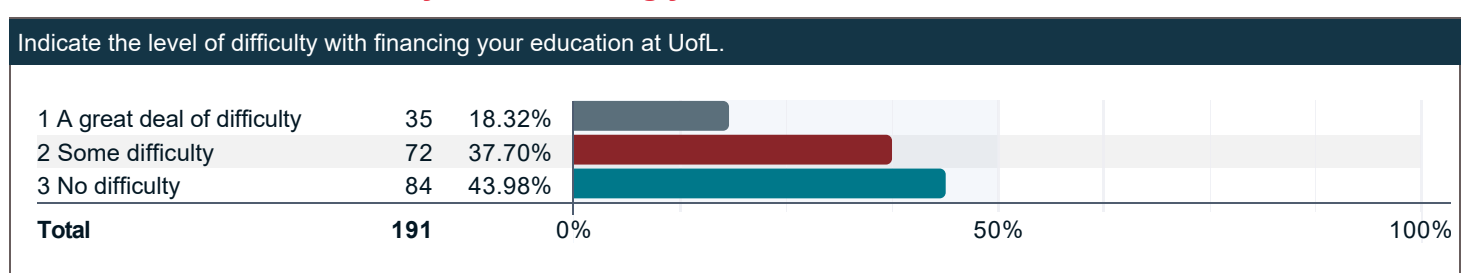 Indicate the level of difficulty with financing your education at UofL.
1 A great deal of difficulty 35 18.32%
2 Some difficulty 72 37.70%
3 No difficulty 84 43.98%
Total 191 0% 50% 100%